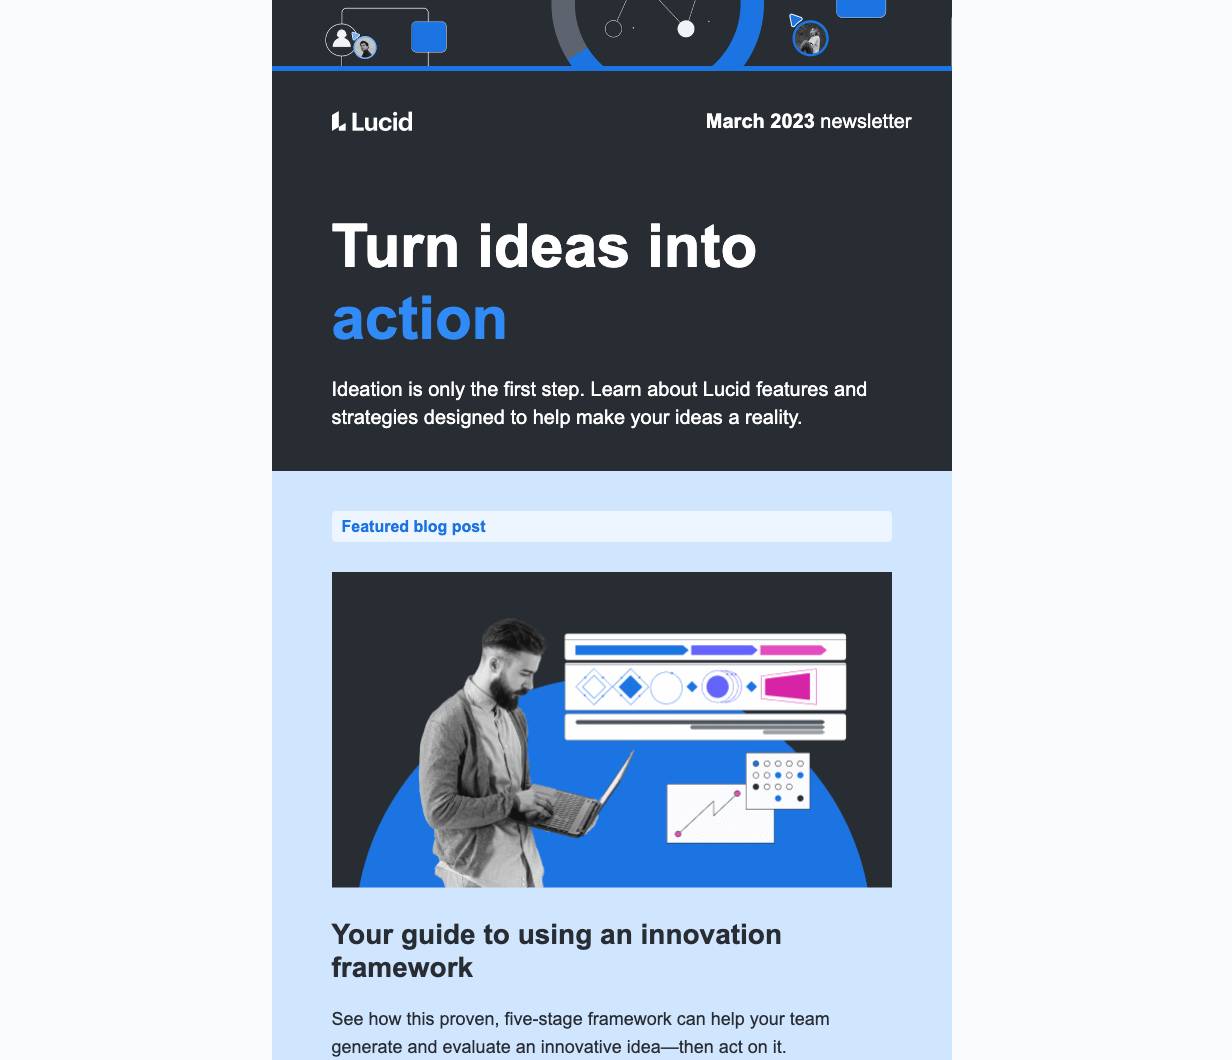 Lucid
March 2023 newsletter
Turn ideas into
action
Ideation is only the first step. Learn about Lucid features and
strategies designed to help make your ideas a reality.
Featured blog post
Your guide to using an innovation
framework
See how this proven, five-stage framework can help your team
generate and evaluate an innovative idea—then act on it.